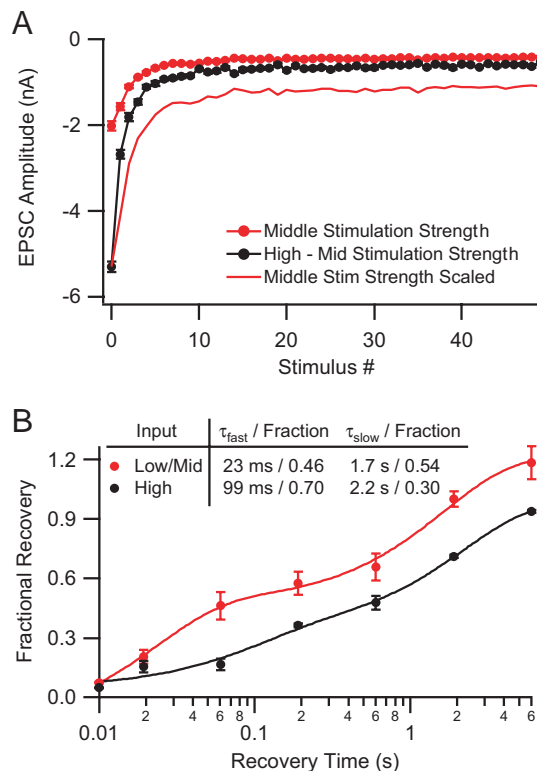 A
0
-2
-4
-6
EPSC Amplitude (nA)
Middle Stimulation Strength
High - Mid Stimulation Strength
Middle Stim Strength Scaled
0 10 20 30 40
Stimulus #
B
Input τfast / Fraction τslow / Fraction
Low/Mid 23 ms / 0.46 1.7 s / 0.54
High 99 ms / 0.70 2.2 s / 0.30
1.2
0.9
0.6
0.3
0.0
Fractional Recovery
0.01 2 4 6 8 0.1 2 4 6 8 1 2 4 6
Recovery Time (s)